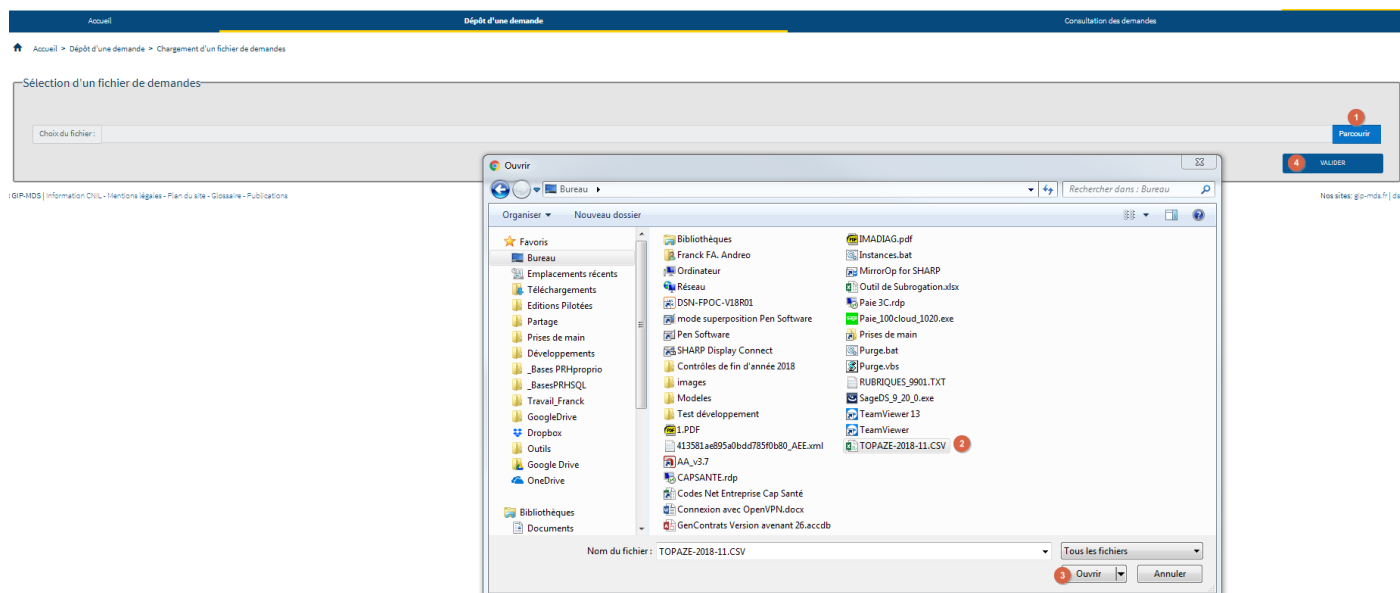 Accueil Dépôt d'une demande Consultation des demandes
Accueil > Dépôt d'une demande > Chargement d'un fichier de demandes
Sélection d'un fichier de demandes
1
Choix du fichier : Parcourir
4 VALIDER
GIP-MDS | Information CNIL - Mentions légales - Plan du site - Glossaire - Publications
Nos sites: gip-mds.fr | ds
Ouvrir
Bureau
Rechercher dans : Bureau
Organiser Nouveau dossier
Favoris
Bureau
Emplacements récents
Téléchargements
Editions Pilotées
Partage
Prises de main
Développements
_Bases PRHproprio
_BasesPRHSQL
Travail_Franck
GoogleDrive
Dropbox
Outils
Google Drive
OneDrive
Bibliothèques
Documents
Bibliothèques
Franck FA. Andreo
Ordinateur
Réseau
DSN-FPOC-V18R01
mode superposition Pen Software
Pen Software
SHARP Display Connect
Contrôles de fin d'année 2018
images
Modeles
Test développement
1.PDF
413581ae895a0bdd785f0b80_AEE.xml
AA_v3.7
CAPSANTE.rdp
Codes Net Entreprise Cap Santé
Connexion avec OpenVPN.docx
GenContrats Version avenant 26.accdb
IMADIAG.pdf
Instances.bat
MirrorOp for SHARP
Outil de Subrogation.xlsx
Paie 3C.rdp
Paie_100cloud_1020.exe
Prises de main
Purge.bat
Purge.vbs
RUBRIQUES_9901.TXT
SageDS_9_20_0.exe
TeamViewer 13
TeamViewer
TOPAZE-2018-11.CSV 2
Nom du fichier : TOPAZE-2018-11.CSV Tous les fichiers
3 Ouvrir Annuler